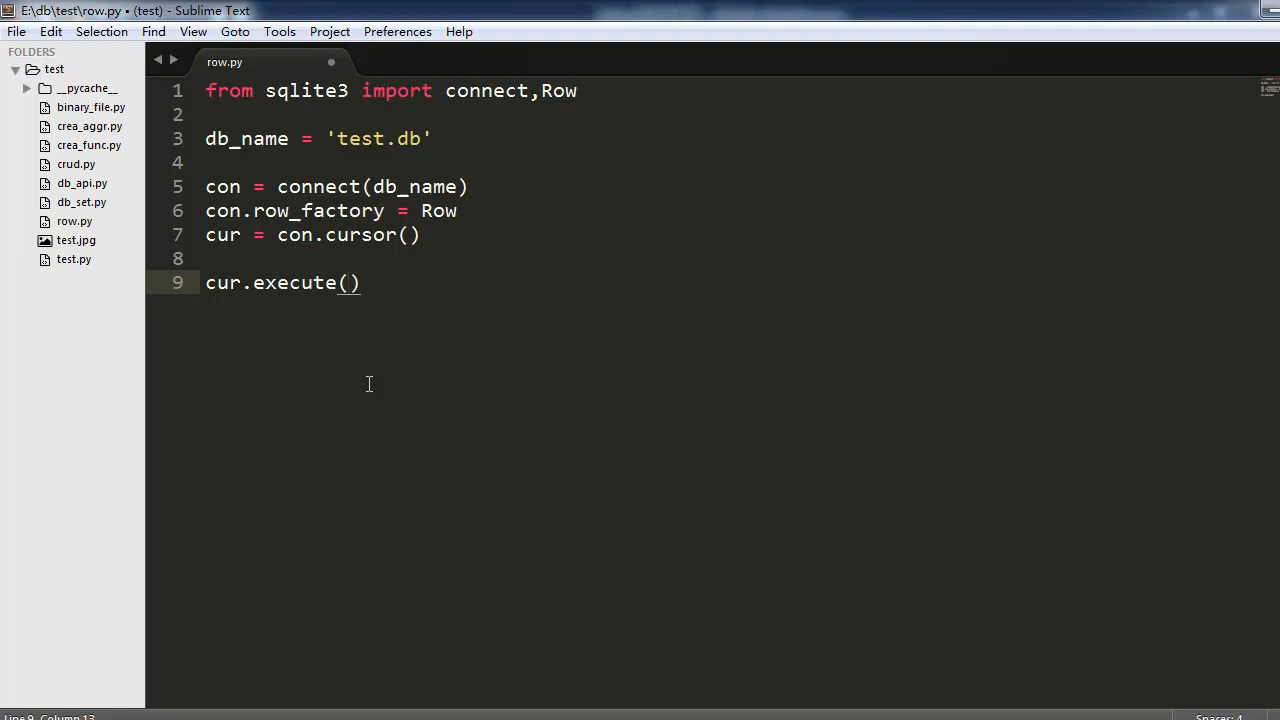 E:\db\test\row.py • (test) - Sublime Text
File Edit Selection Find View Goto Tools Project Preferences Help
FOLDERS
test
__pycache__
binary_file.py
crea_aggr.py
crea_func.py
crud.py
db_api.py
db_set.py
row.py
test.jpg
test.py
row.py
1 from sqlite3 import connect,Row
2
3 db_name = 'test.db'
4
5 con = connect(db_name)
6 con.row_factory = Row
7 cur = con.cursor()
8
9 cur.execute()
Line 9, Column 13
Spaces: 4